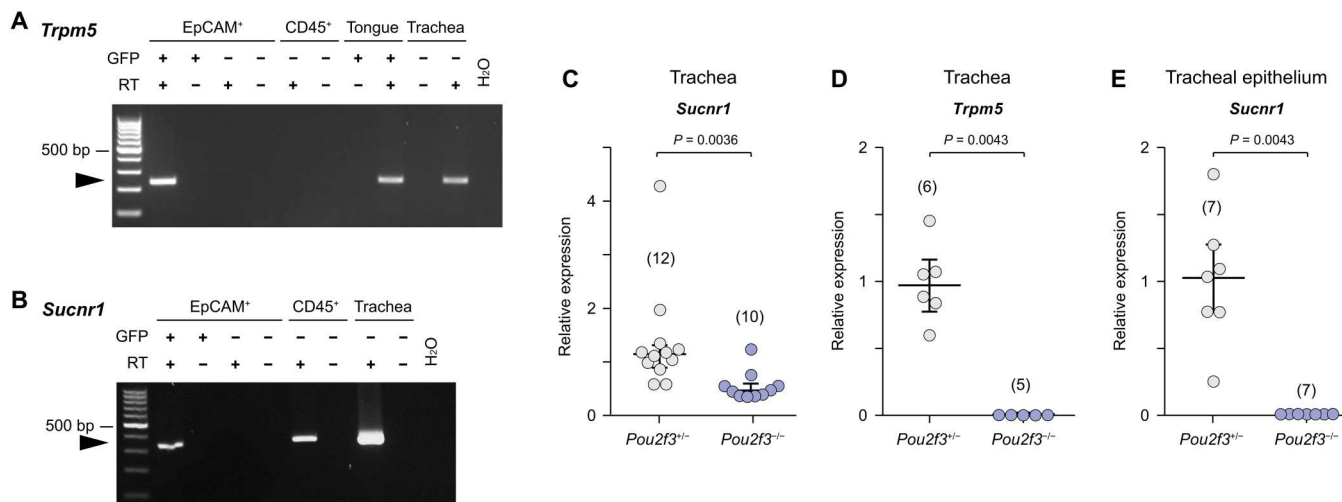 A
Trpm5
EpCAM⁺ CD45⁺ Tongue Trachea
GFP + + – – – – + + – –
RT + – + – + – – + – + H₂O
500 bp
B
Sucnr1
EpCAM⁺ CD45⁺ Trachea
GFP + + – – – – – –
RT + – + – + – + – H₂O
500 bp
C
Trachea
Sucnr1
P = 0.0036
Relative expression
4
2
1
0
(12)
(10)
Pou2f3⁺/⁻ Pou2f3⁻/⁻
D
Trachea
Trpm5
P = 0.0043
Relative expression
2
1
0
(6)
(5)
Pou2f3⁺/⁻ Pou2f3⁻/⁻
E
Tracheal epithelium
Sucnr1
P = 0.0043
Relative expression
2
1
0
(7)
(7)
Pou2f3⁺/⁻ Pou2f3⁻/⁻